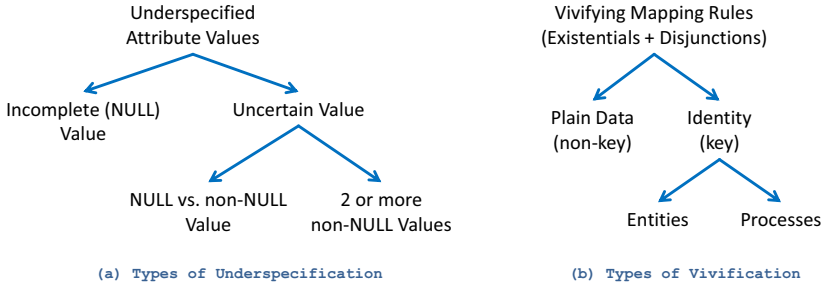 Underspecified
Attribute Values
Incomplete (NULL)
Value
Uncertain Value
NULL vs. non-NULL
Value
2 or more
non-NULL Values
(a) Types of Underspecification
Vivifying Mapping Rules
(Existentials + Disjunctions)
Plain Data
(non-key)
Identity
(key)
Entities
Processes
(b) Types of Vivification